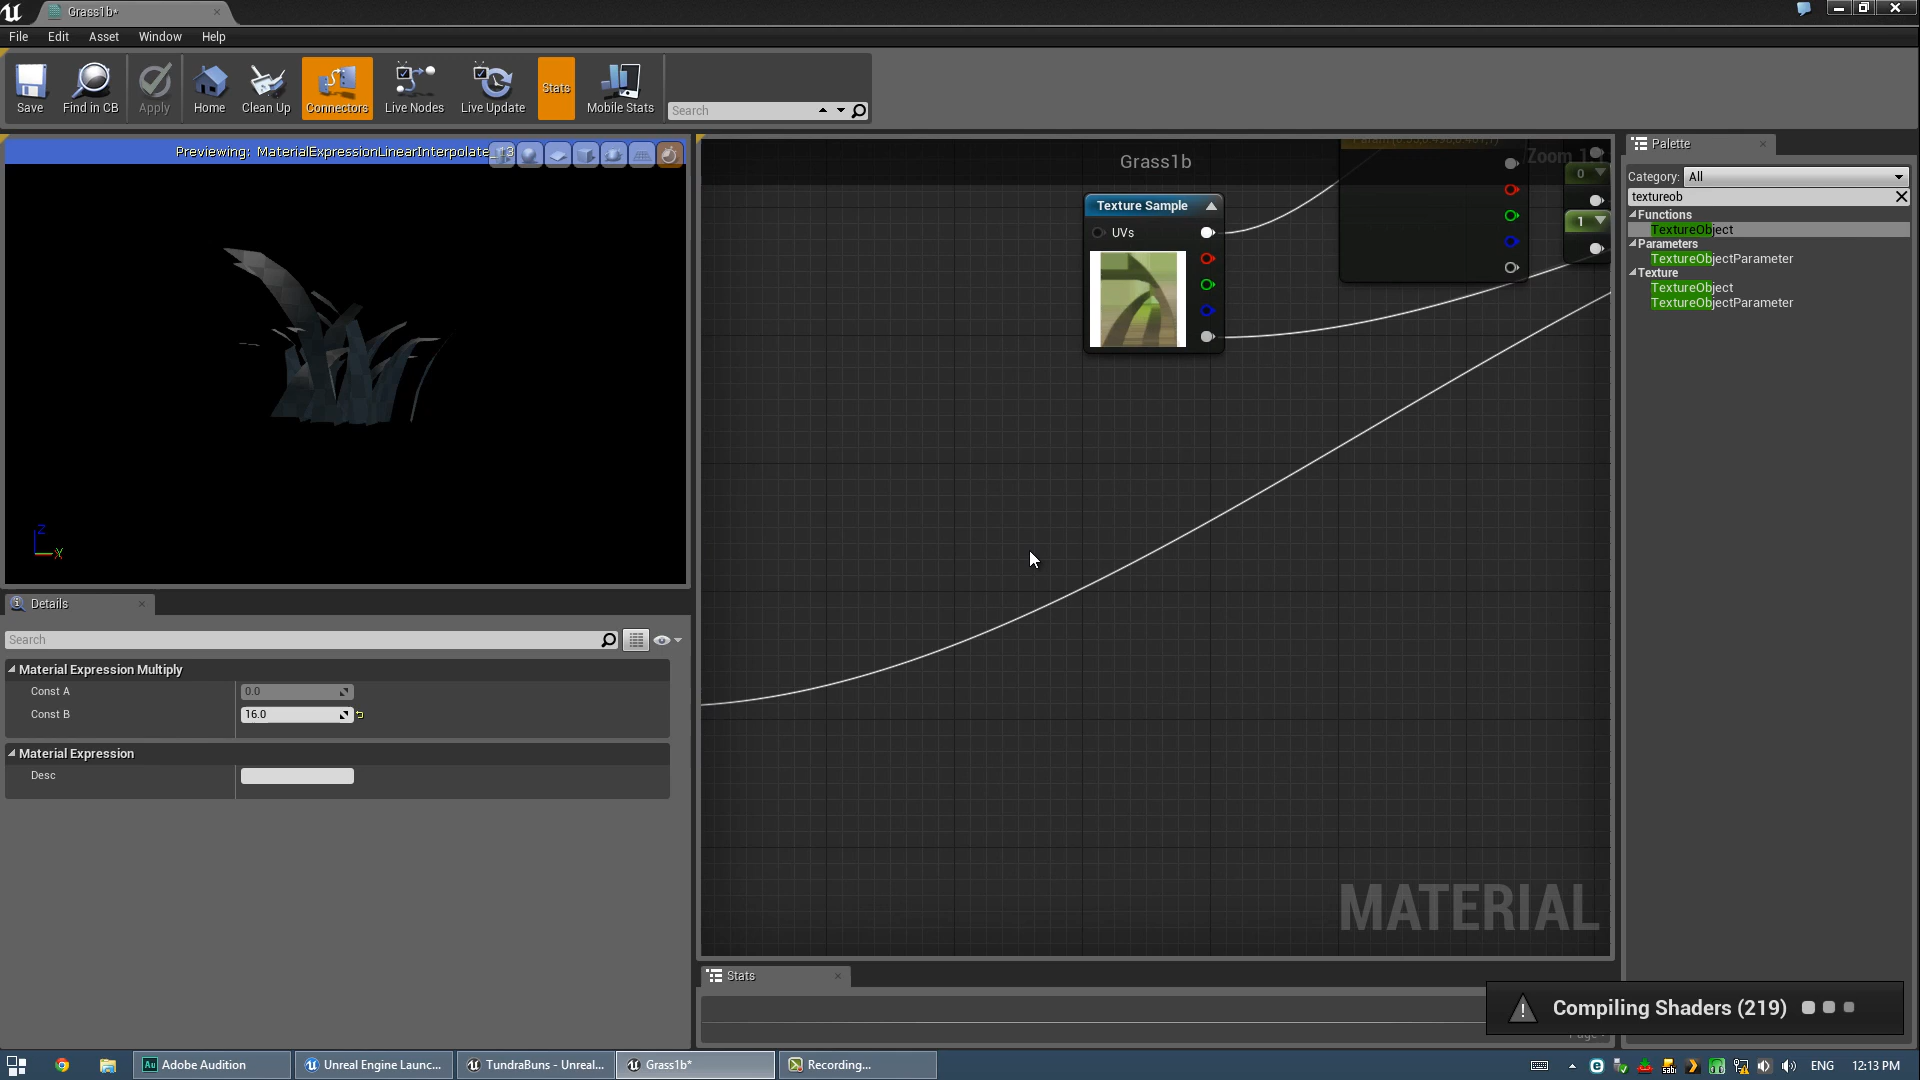 Grass1b*
File Edit Asset Window Help
Save Find in CB Apply Home Clean Up Connectors Live Nodes Live Update Stats Mobile Stats
Search
Previewing: MaterialExpressionLinearInterpolate_13
Z
Y
Details
Search
Material Expression Multiply
Const A 0.0
Const B 16.0
Material Expression
Desc
Grass1b
Zoom 1:1
0
1
Texture Sample
UVs
MATERIAL
Stats
Palette
Category: All
textureob
Functions
TextureObject
Parameters
TextureObjectParameter
Texture
TextureObject
TextureObjectParameter
Compiling Shaders (219)
Adobe Audition
Unreal Engine Launc...
TundraBuns - Unreal...
Grass1b*
Recording...
ENG
12:13 PM